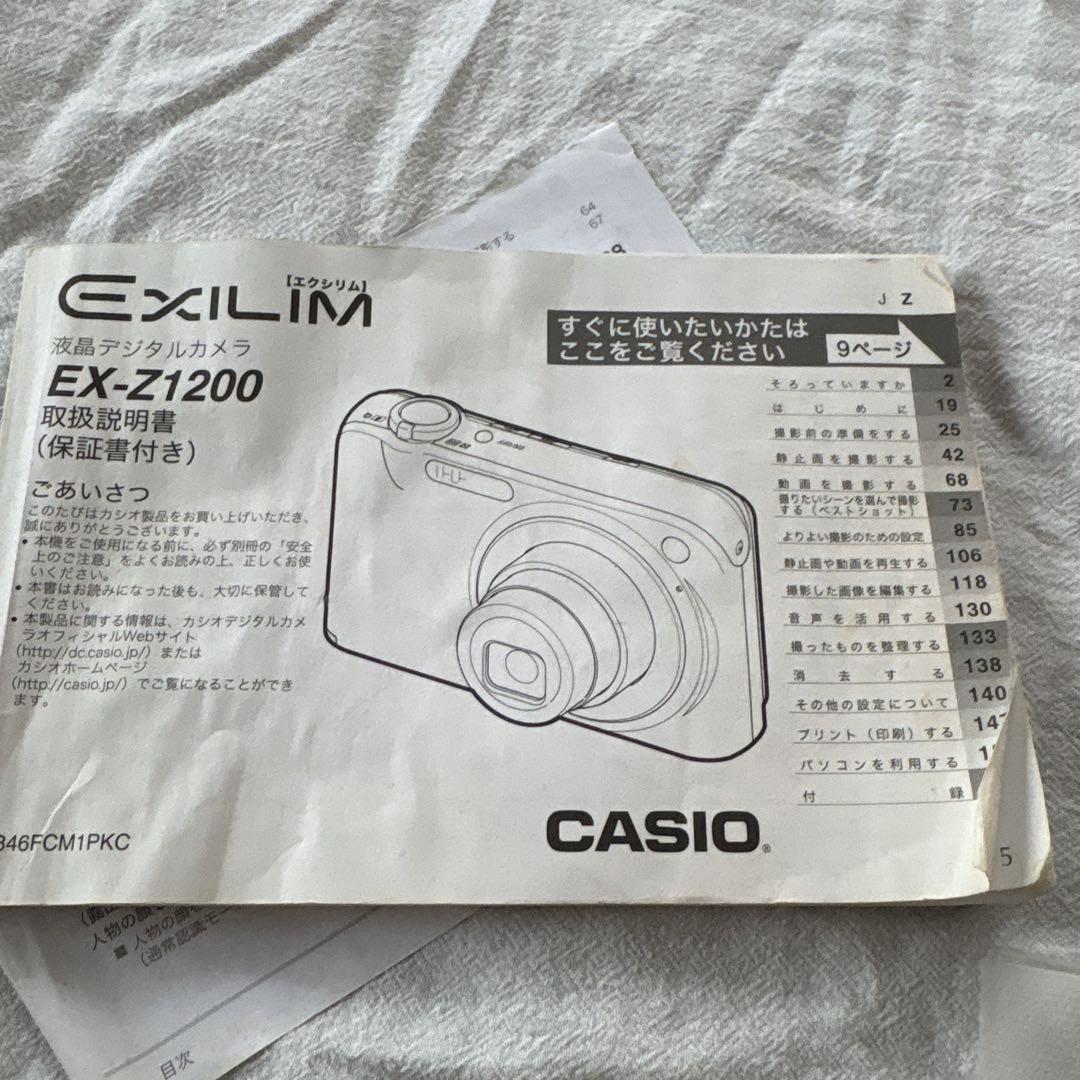 64
67
影する
EXILIM
【エクシリム】
液晶デジタルカメラ
EX-Z1200
取扱説明書
(保証書付き)
ごあいさつ
このたびはカシオ製品をお買い上げいただき、
誠にありがとうございます。
• 本機をご使用になる前に、必ず別冊の「安全
上のご注意」をよくお読みの上、正しくお使
いください。
• 本書はお読みになった後も、大切に保管して
ください。
• 本製品に関する情報は、カシオデジタルカメ
ラオフィシャルWebサイト
(http://dc.casio.jp/) または
カシオホームページ
(http://casio.jp/) でご覧になることができ
ます。
J Z
すぐに使いたいかたは
ここをご覧ください
9ページ
そろっていますか 2
はじめに 19
撮影前の準備をする 25
静止画を撮影する 42
動画を撮影する 68
撮りたいシーンを選んで撮影
する(ベストショット) 73
よりよい撮影のための設定 85
静止画や動画を再生する 106
撮影した画像を編集する 118
音声を活用する 130
撮ったものを整理する 133
消去する 138
その他の設定について 140
プリント(印刷)する 147
パソコンを利用する
付録
CASIO®
46FCM1PKC
5
人物の顔
■ 人物の顔
(通常認識モー
目次